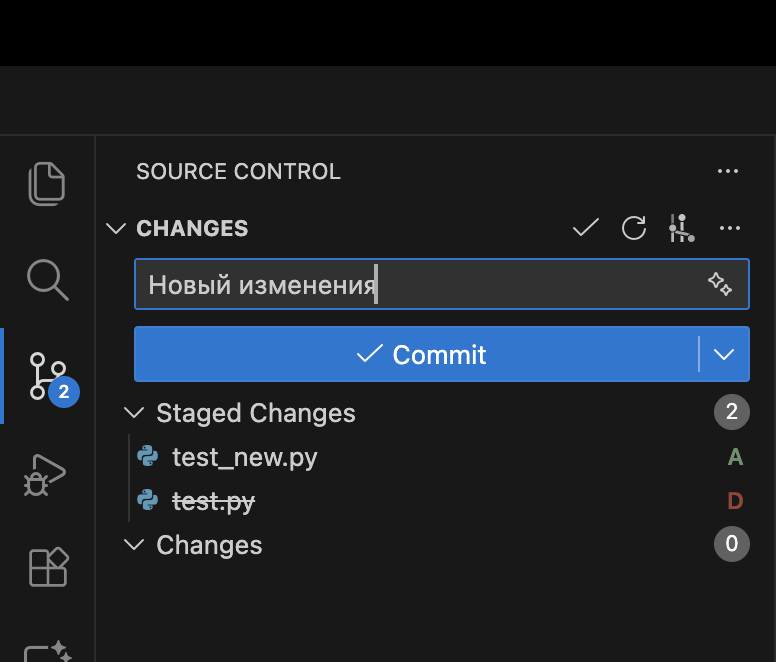 SOURCE CONTROL
CHANGES
Новый изменения
Commit
2
Staged Changes 2
test_new.py A
test.py D
Changes 0